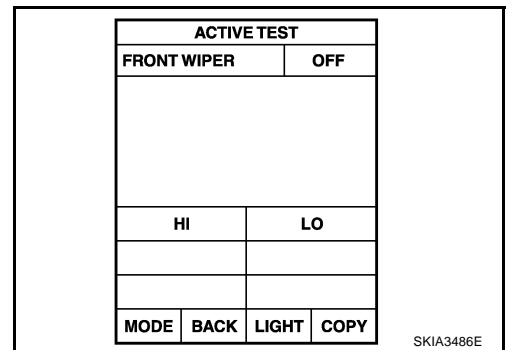 ACTIVE TEST
FRONT WIPER OFF
HI LO
MODE BACK LIGHT COPY
SKIA3486E